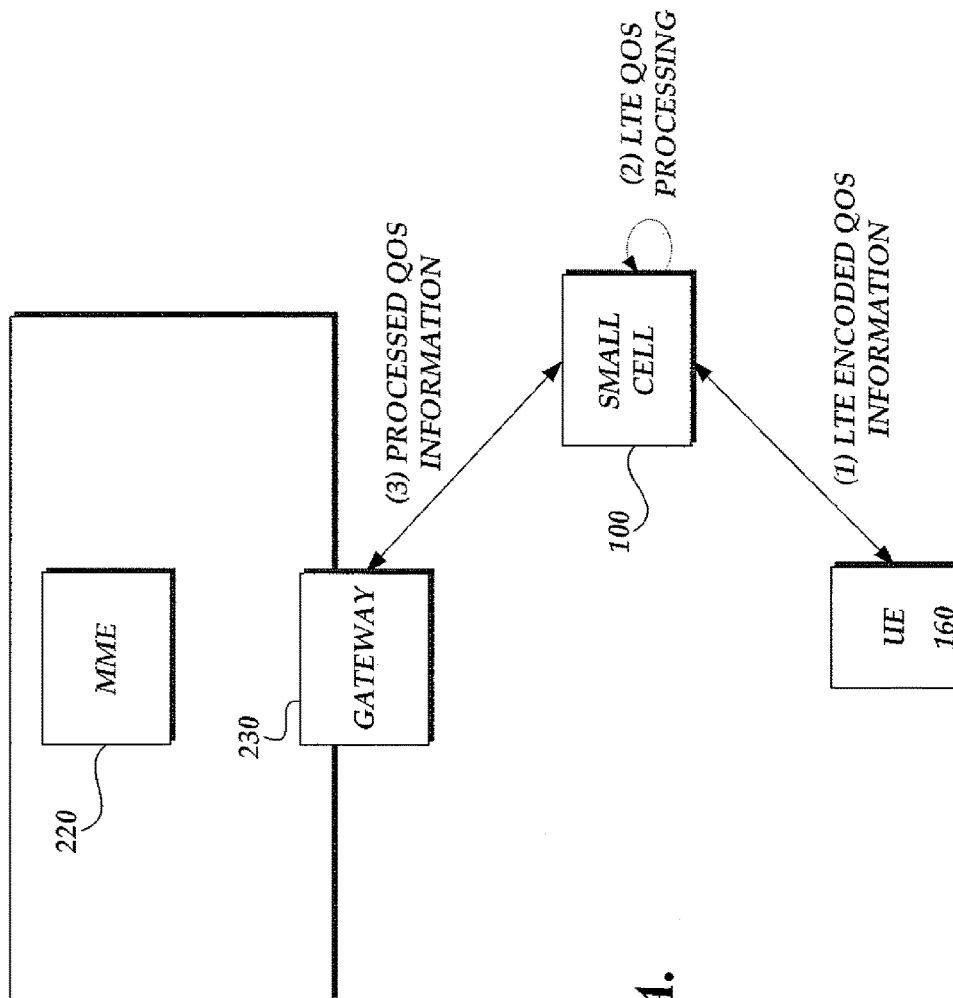 220
MME
230
GATEWAY
(3) PROCESSED QOS
INFORMATION
100
SMALL
CELL
(2) LTE QOS
PROCESSING
(1) LTE ENCODED QOS
INFORMATION
UE
160